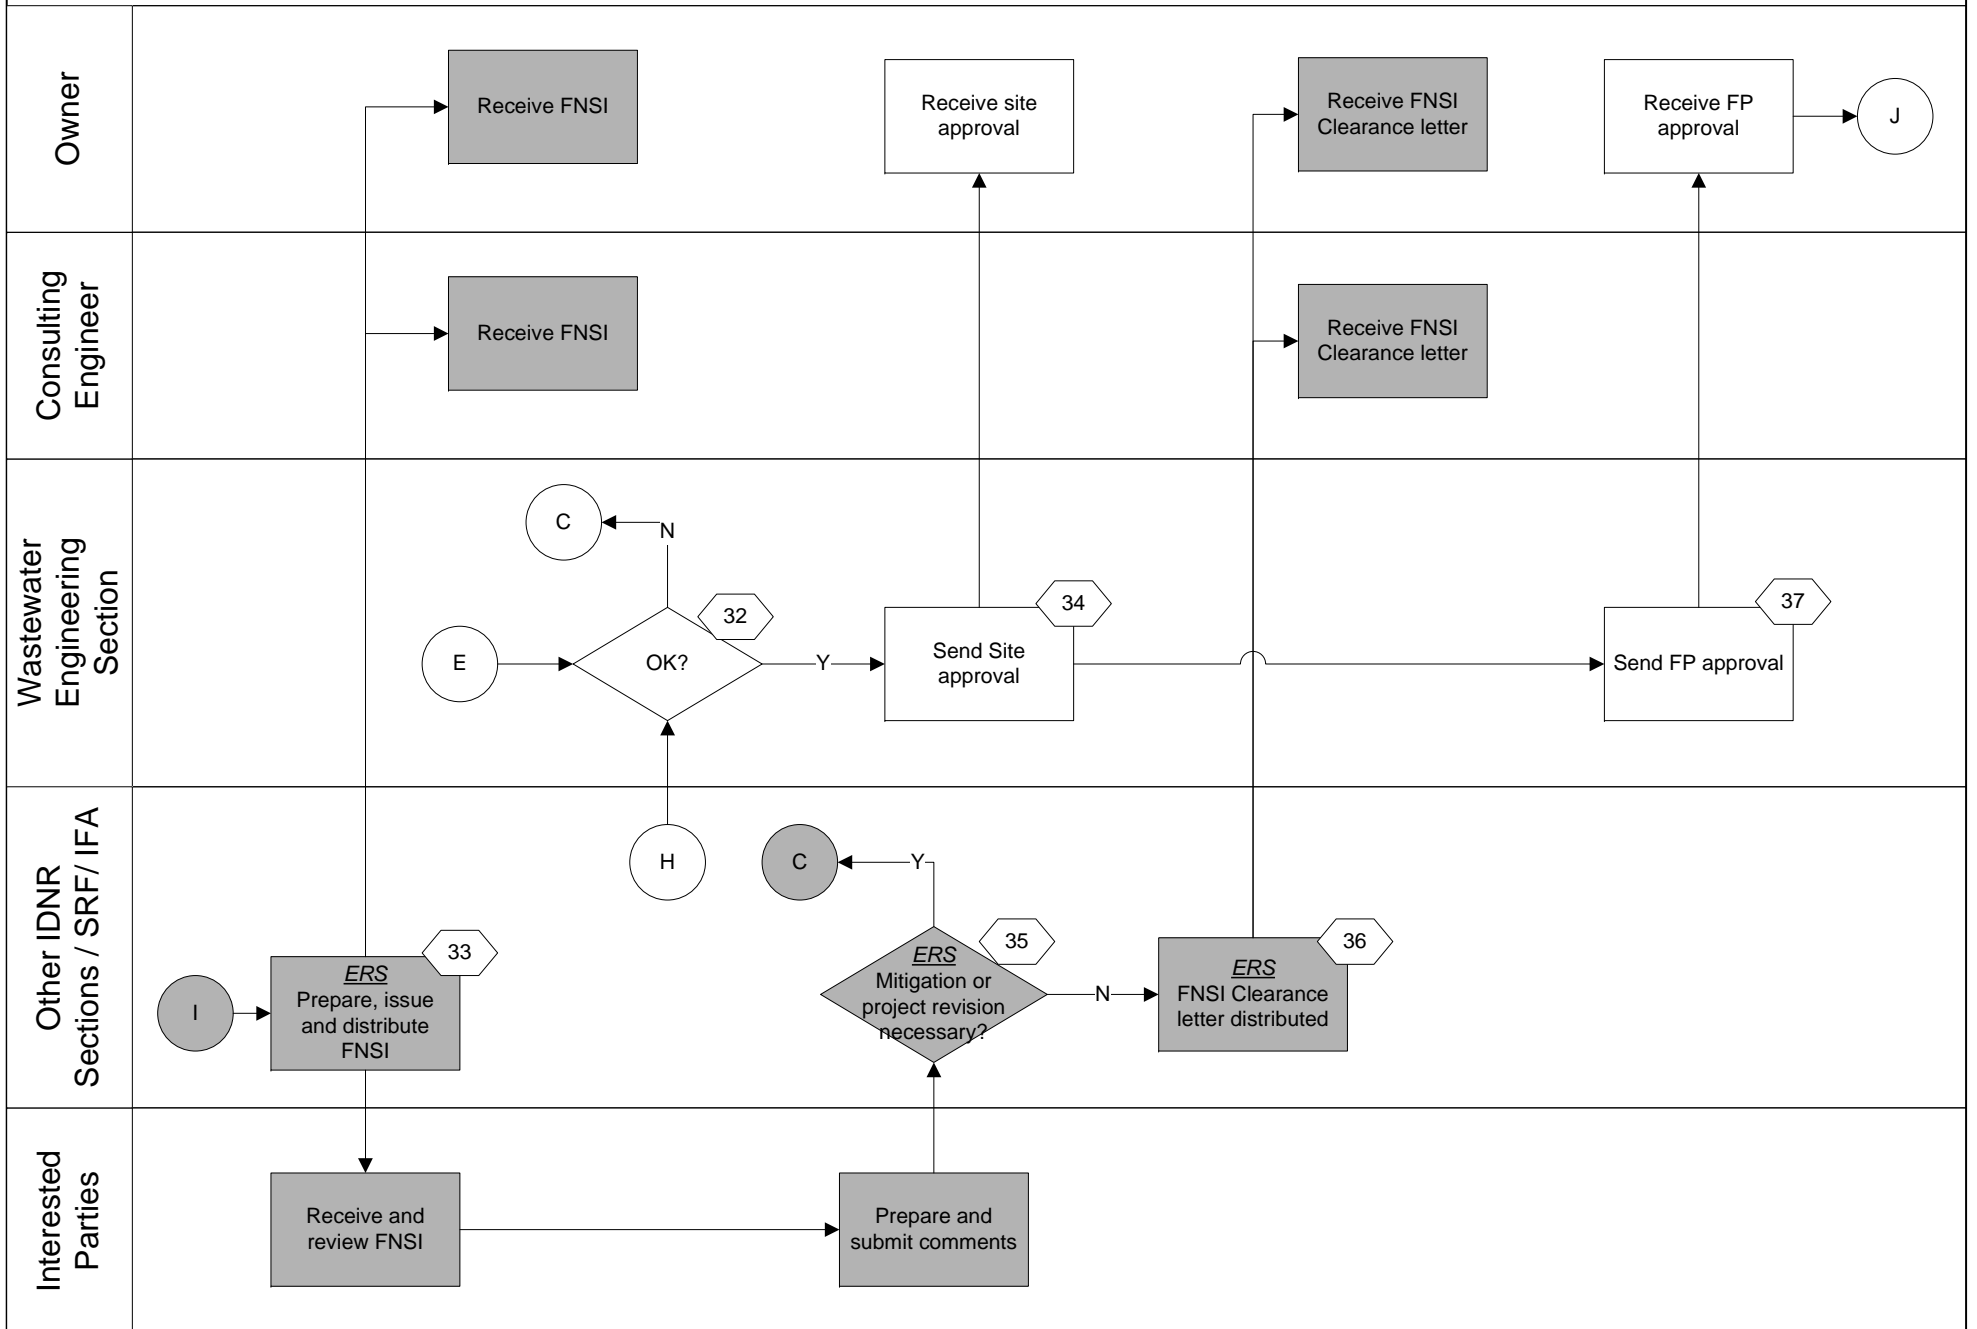 Owner
Receive FNSI
Receive site
approval
Receive FNSI
Clearance letter
Receive FP
approval
J
Consulting
Engineer
Receive FNSI
Receive FNSI
Clearance letter
Wastewater
Engineering
Section
C
N
E
OK?
32
Y
Send Site
approval
34
Send FP approval
37
Other IDNR
Sections / SRF/ IFA
H
C
Y
I
ERS
Prepare, issue
and distribute
FNSI
33
ERS
Mitigation or
project revision
necessary?
35
N
ERS
FNSI Clearance
letter distributed
36
Interested
Parties
Receive and
review FNSI
Prepare and
submit comments